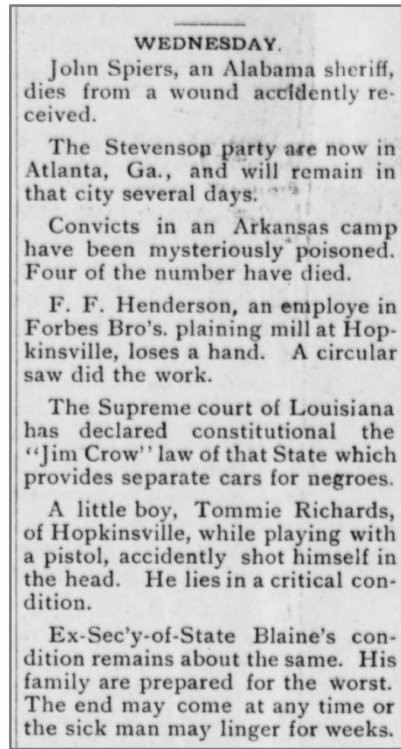 WEDNESDAY.
John Spiers, an Alabama sheriff,
dies from a wound accidently re-
ceived.
The Stevenson party are now in
Atlanta, Ga., and will remain in
that city several days.
Convicts in an Arkansas camp
have been mysteriously poisoned.
Four of the number have died.
F. F. Henderson, an employe in
Forbes Bro's. plaining mill at Hop-
kinsville, loses a hand. A circular
saw did the work.
The Supreme court of Louisiana
has declared constitutional the
"Jim Crow" law of that State which
provides separate cars for negroes.
A little boy, Tommie Richards,
of Hopkinsville, while playing with
a pistol, accidently shot himself in
the head. He lies in a critical con-
dition.
Ex-Sec'y-of-State Blaine's con-
dition remains about the same. His
family are prepared for the worst.
The end may come at any time or
the sick man may linger for weeks.